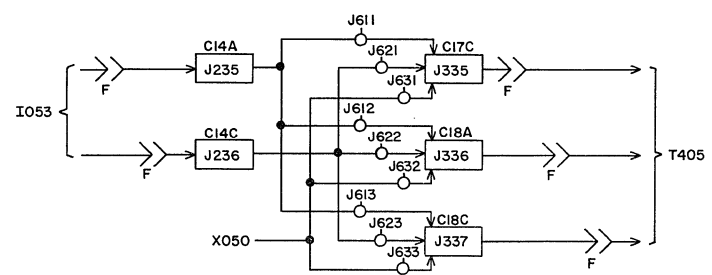 J611
C14A
J621
C17C
J235
J335
J631
F
F
I053
J612
C14C
J622
C18A
J236
J336
T405
J632
F
F
J613
C18C
J623
X050
J337
J633
F